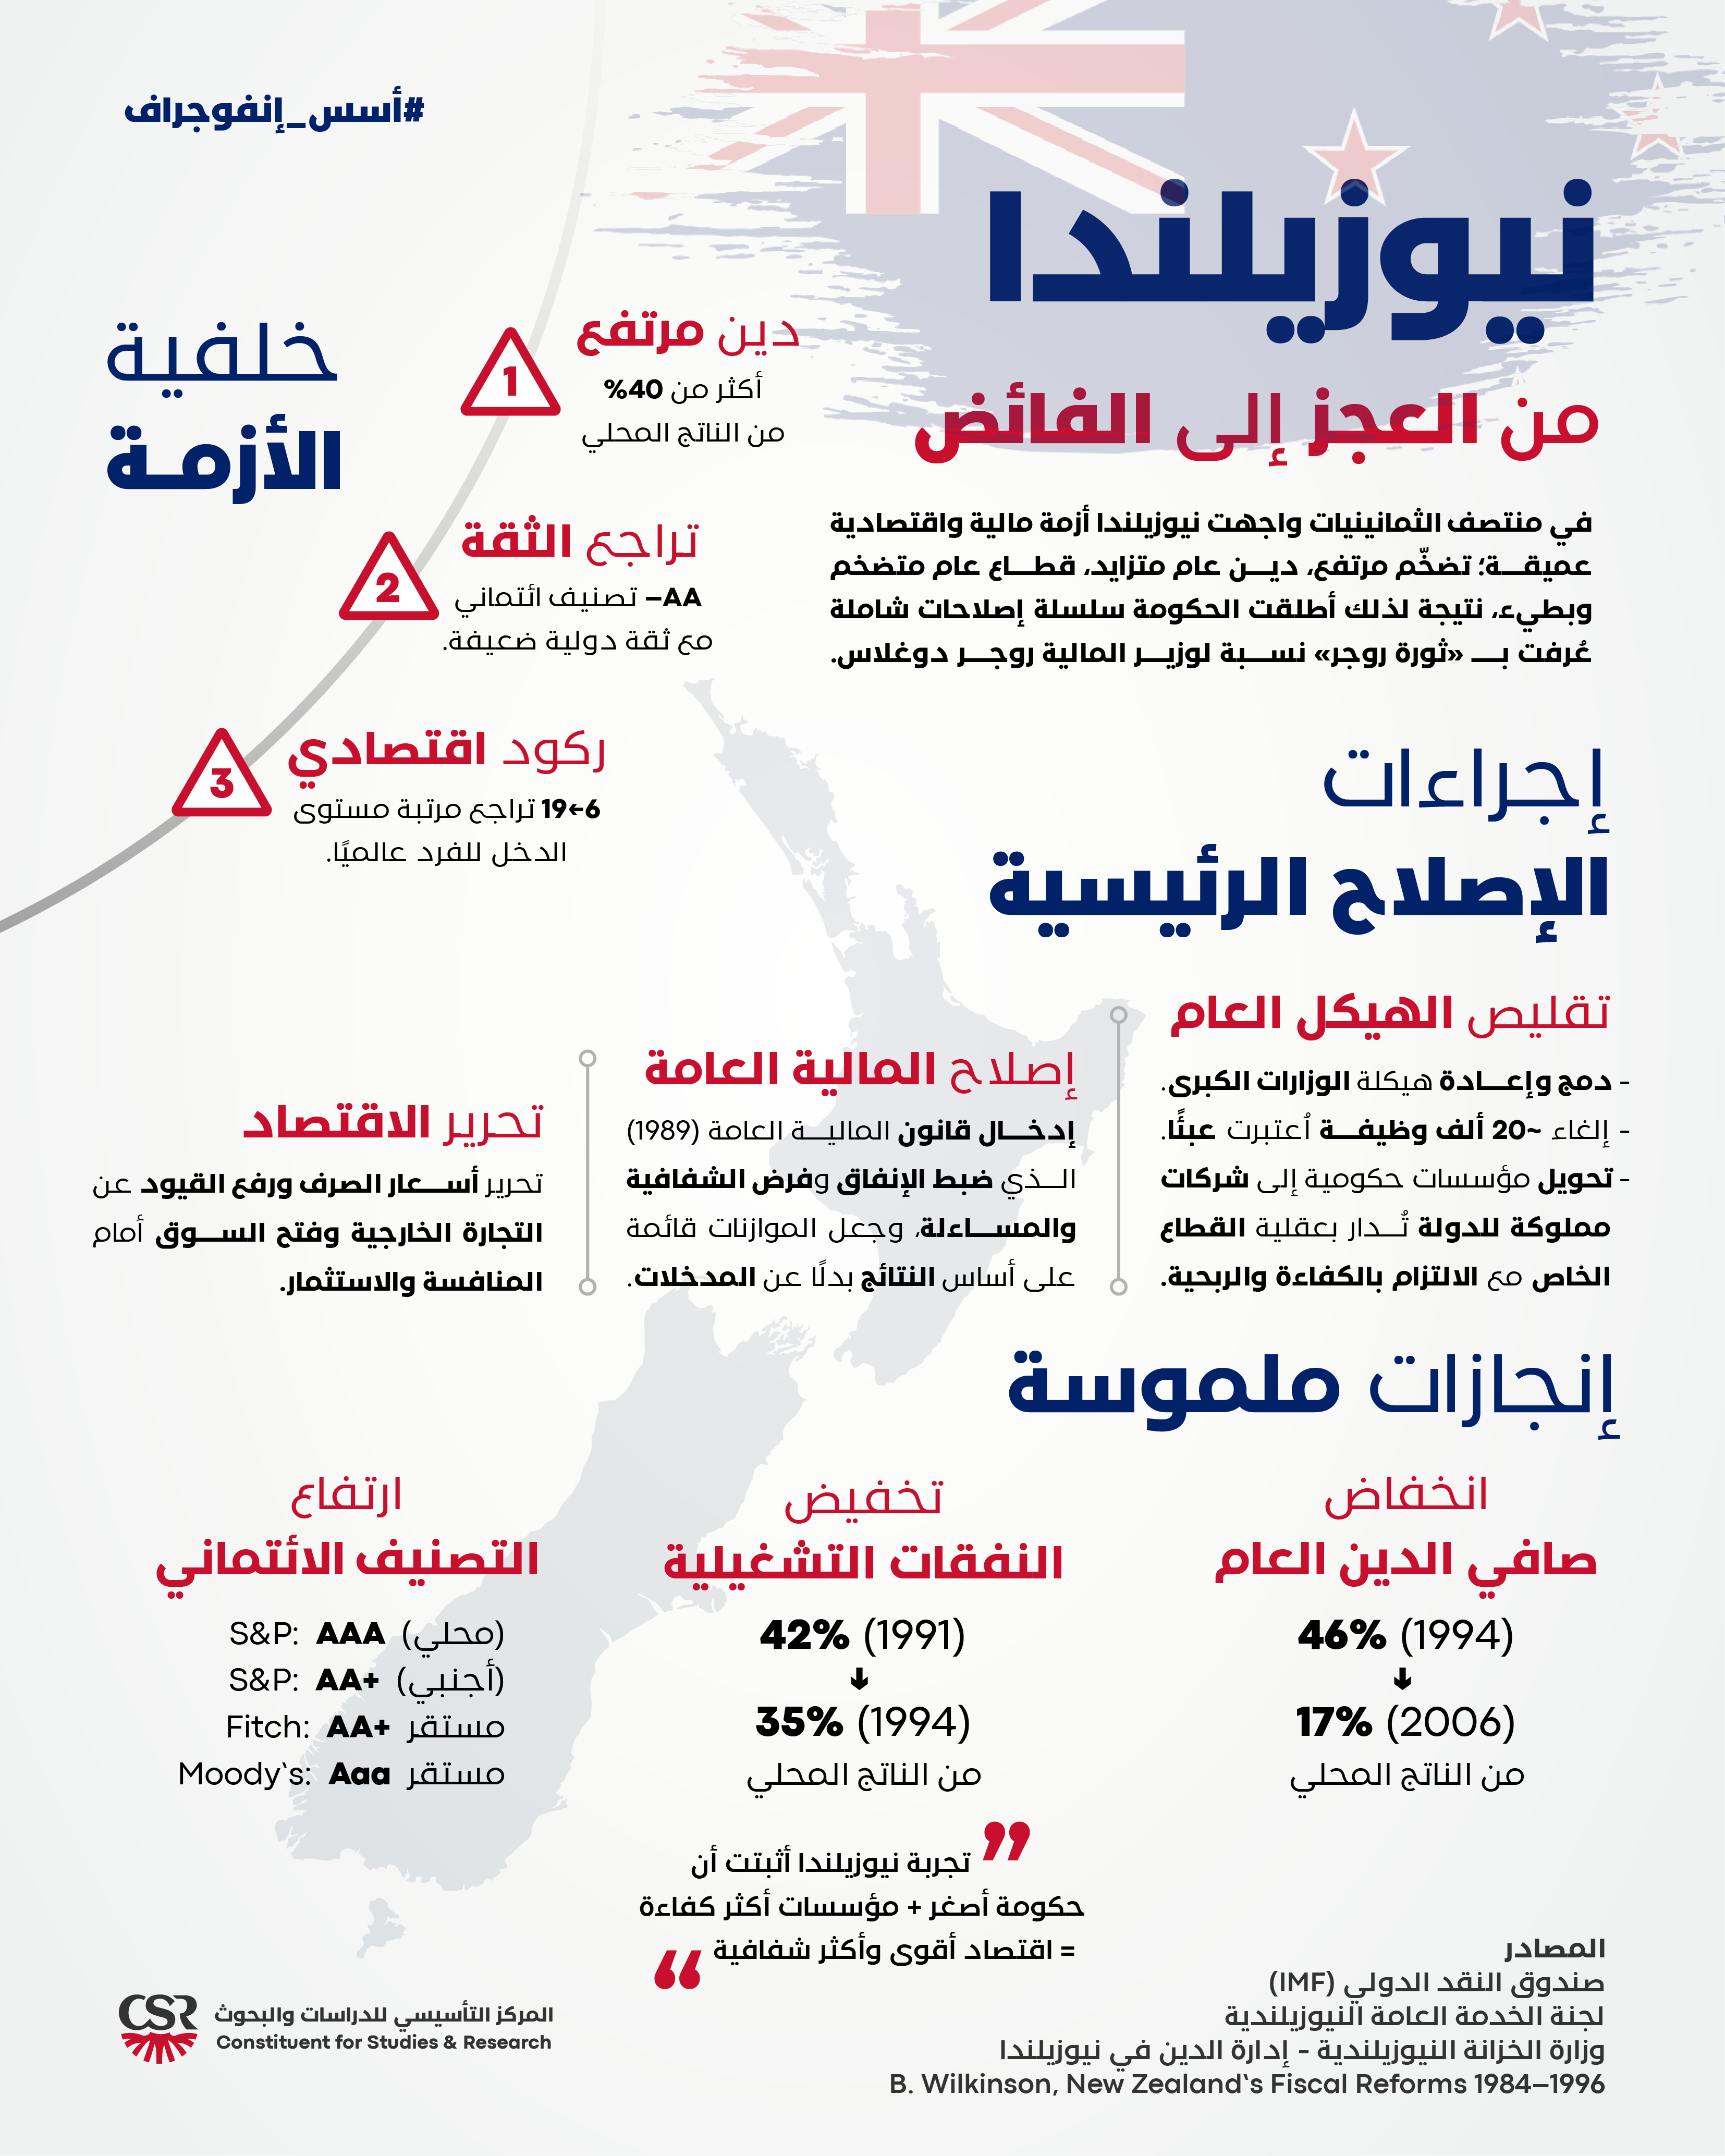 #أسس_إنفوجراف
نيوزيلندا
من العجز إلى الفائض
في منتصف الثمانينيات واجهت نيوزيلندا أزمة مالية واقتصادية
عميقة؛ تضخّم مرتفع، دين عام متزايد، قطاع عام متضخم
وبطيء، نتيجة لذلك أطلقت الحكومة سلسلة إصلاحات شاملة
عُرفت بـ «ثورة روجر» نسبة لوزير المالية روجر دوغلاس.
خلفية
الأزمة
1
دين مرتفع
أكثر من 40%
من الناتج المحلي
2
تراجع الثقة
AA– تصنيف ائتماني
مع ثقة دولية ضعيفة.
3
ركود اقتصادي
6←19 تراجع مرتبة مستوى
الدخل للفرد عالميًا.
إجراءات
الإصلاح الرئيسية
تقليص الهيكل العام
- دمج وإعادة هيكلة الوزارات الكبرى.
- إلغاء ~20 ألف وظيفة اُعتبرت عبئًا.
- تحويل مؤسسات حكومية إلى شركات
مملوكة للدولة تُدار بعقلية القطاع
الخاص مع الالتزام بالكفاءة والربحية.
إصلاح المالية العامة
إدخال قانون المالية العامة (1989)
الذي ضبط الإنفاق وفرض الشفافية
والمساءلة، وجعل الموازنات قائمة
على أساس النتائج بدلًا عن المدخلات.
تحرير الاقتصاد
تحرير أسعار الصرف ورفع القيود عن
التجارة الخارجية وفتح السوق أمام
المنافسة والاستثمار.
إنجازات ملموسة
انخفاض
صافي الدين العام
46% (1994)
↓
17% (2006)
من الناتج المحلي
تخفيض
النفقات التشغيلية
42% (1991)
↓
35% (1994)
من الناتج المحلي
ارتفاع
التصنيف الائتماني
S&P: AAA (محلي)
S&P: AA+ (أجنبي)
Fitch: AA+ مستقر
Moody's: Aaa مستقر
” تجربة نيوزيلندا أثبتت أن
حكومة أصغر + مؤسسات أكثر كفاءة
= اقتصاد أقوى وأكثر شفافية “
المصادر
صندوق النقد الدولي (IMF)
لجنة الخدمة العامة النيوزيلندية
وزارة الخزانة النيوزيلندية - إدارة الدين في نيوزيلندا
B. Wilkinson, New Zealand's Fiscal Reforms 1984–1996
CSR
المركز التأسيسي للدراسات والبحوث
Constituent for Studies & Research